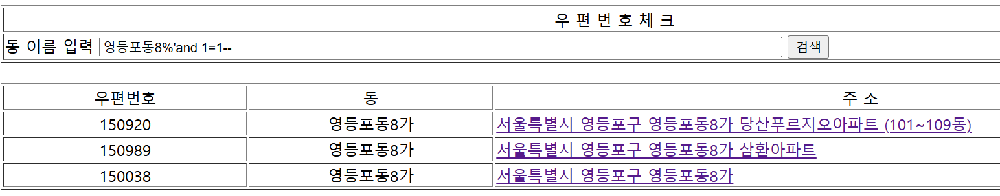 우 편 번 호 체 크
동 이름 입력 영등포동8%'and 1=1-- 검색
우편번호 동 주 소
150920 영등포동8가 서울특별시 영등포구 영등포동8가 당산푸르지오아파트 (101~109동)
150989 영등포동8가 서울특별시 영등포구 영등포동8가 삼환아파트
150038 영등포동8가 서울특별시 영등포구 영등포동8가